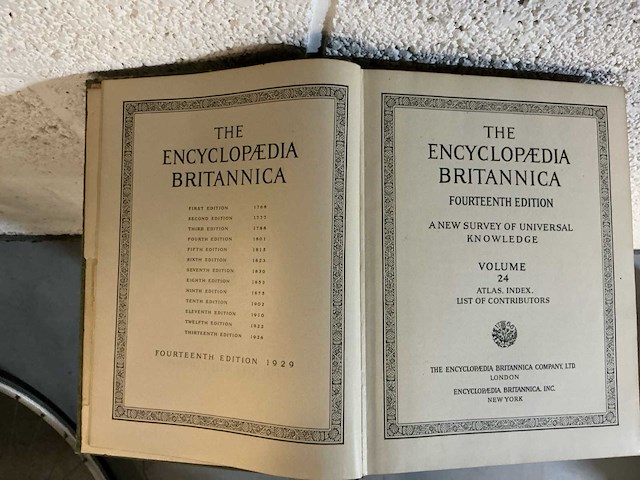 THE
ENCYCLOPÆDIA
BRITANNICA
FIRST EDITION 1768
SECOND EDITION 1777
THIRD EDITION 1788
FOURTH EDITION 1801
FIFTH EDITION 1815
SIXTH EDITION 1823
SEVENTH EDITION 1830
EIGHTH EDITION 1853
NINTH EDITION 1875
TENTH EDITION 1902
ELEVENTH EDITION 1910
TWELFTH EDITION 1922
THIRTEENTH EDITION 1926
FOURTEENTH EDITION 1929
THE
ENCYCLOPÆDIA
BRITANNICA
FOURTEENTH EDITION
A NEW SURVEY OF UNIVERSAL
KNOWLEDGE
VOLUME
24
ATLAS. INDEX.
LIST OF CONTRIBUTORS
THE ENCYCLOPÆDIA BRITANNICA COMPANY, LTD
LONDON
ENCYCLOPÆDIA BRITANNICA, INC.
NEW YORK